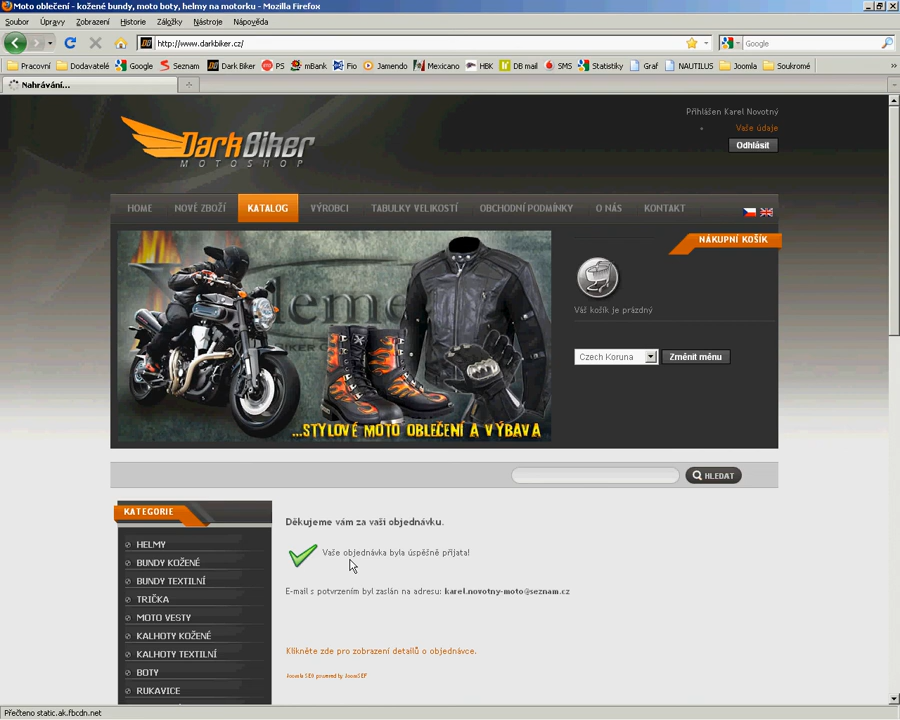 Moto oblečení - kožené bundy, moto boty, helmy na motorku - Mozilla Firefox
Soubor Úpravy Zobrazení Historie Záložky Nástroje Nápověda
http://www.darkbiker.cz/
Google
Pracovní Dodavatelé Google Seznam Dark Biker PS mBank Fio Jamendo Mexicano HBK DB mail SMS Statistiky Graf NAUTILUS Joomla Soukromé »
Nahrávání...
Přihlášen Karel Novotný
Vaše údaje
Odhlásit
DarkBiker
MOTOSHOP
HOME NOVÉ ZBOŽÍ KATALOG VÝROBCI TABULKY VELIKOSTÍ OBCHODNÍ PODMÍNKY O NÁS KONTAKT
NÁKUPNÍ KOŠÍK
Váš košík je prázdný
Czech Koruna Změnit měnu
...STYLOVÉ MOTO OBLEČENÍ A VÝBAVA
HLEDAT
KATEGORIE
HELMY
BUNDY KOŽENÉ
BUNDY TEXTILNÍ
TRIČKA
MOTO VESTY
KALHOTY KOŽENÉ
KALHOTY TEXTILNÍ
BOTY
RUKAVICE
Děkujeme vám za vaši objednávku.
Vaše objednávka byla úspěšně přijata!
E-mail s potvrzením byl zaslán na adresu: karel.novotny-moto@seznam.cz
Klikněte zde pro zobrazení detailů o objednávce.
Joomla SEO powered by JoomSEF
Přečteno static.ak.fbcdn.net